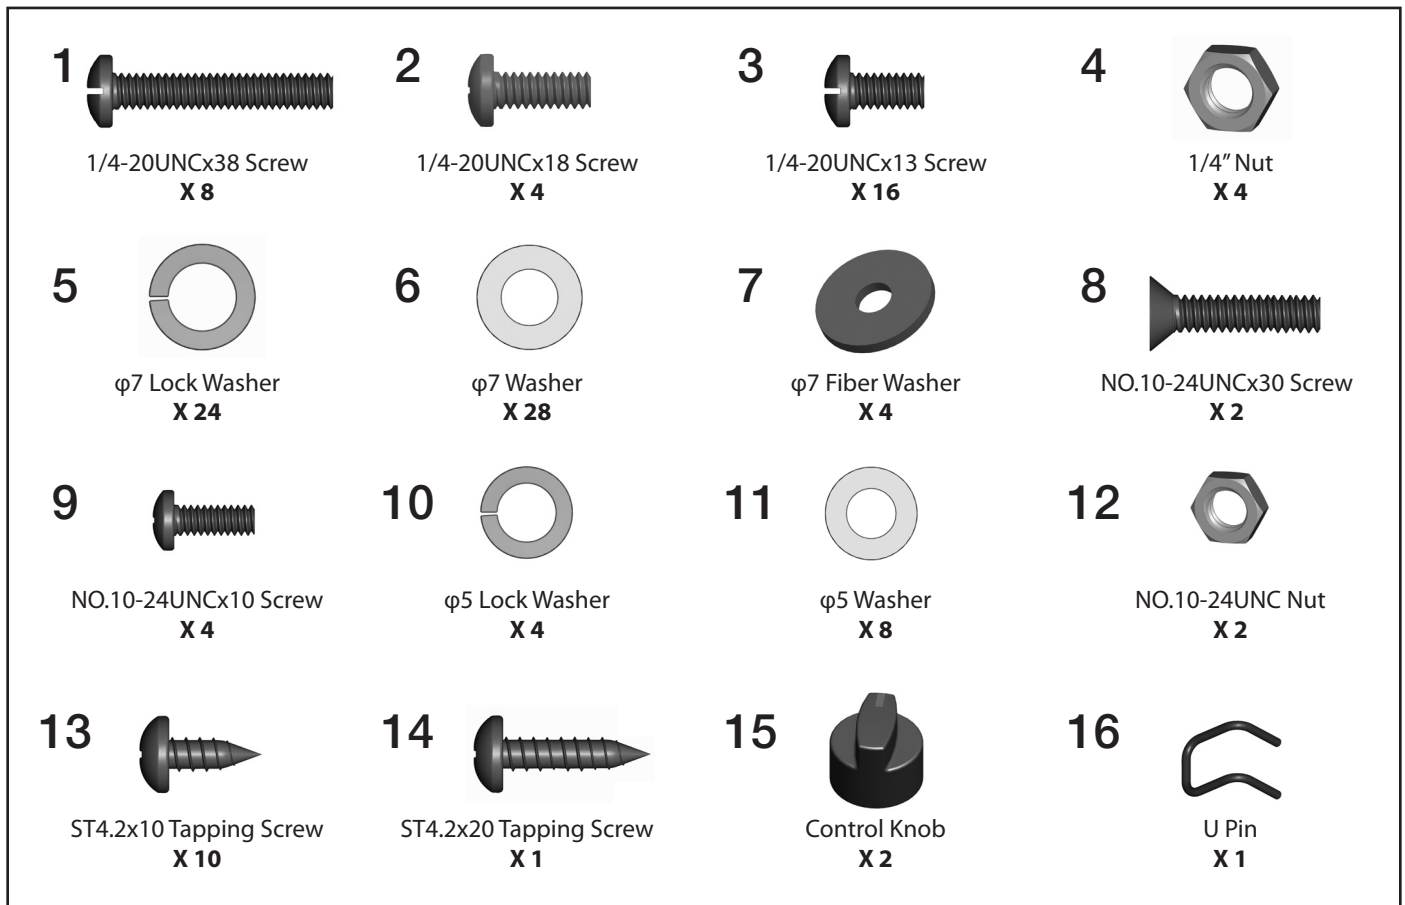 1
1/4-20UNCx38 Screw
X 8
2
1/4-20UNCx18 Screw
X 4
3
1/4-20UNCx13 Screw
X 16
4
1/4” Nut
X 4
5
φ7 Lock Washer
X 24
6
φ7 Washer
X 28
7
φ7 Fiber Washer
X 4
8
NO.10-24UNCx30 Screw
X 2
9
NO.10-24UNCx10 Screw
X 4
10
φ5 Lock Washer
X 4
11
φ5 Washer
X 8
12
NO.10-24UNC Nut
X 2
13
ST4.2x10 Tapping Screw
X 10
14
ST4.2x20 Tapping Screw
X 1
15
Control Knob
X 2
16
U Pin
X 1